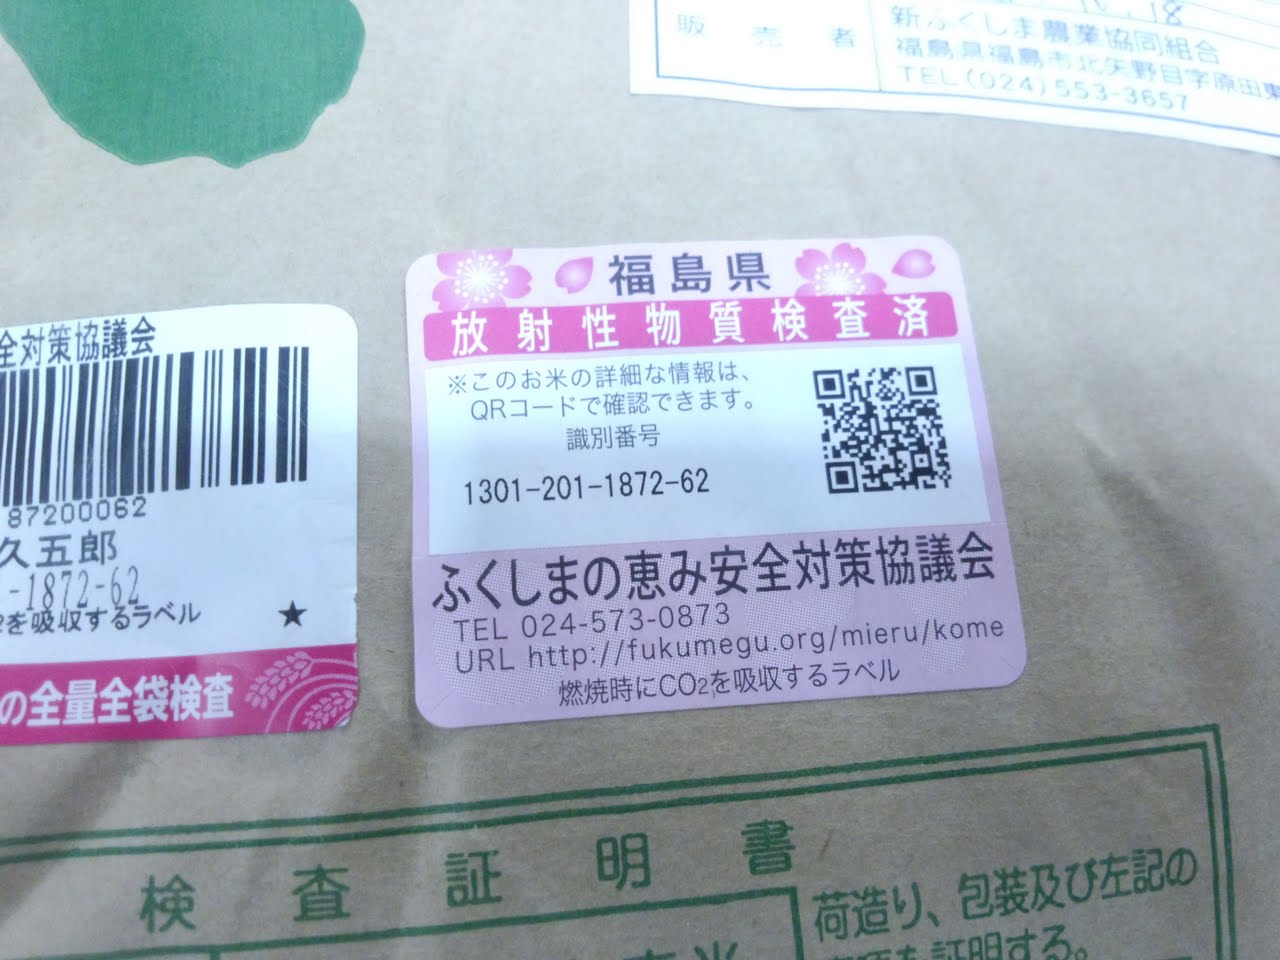 18
販売者
新ふくしま農業協同組合
福島県福島市北矢野目字原田東
TEL(024)553-3657
全対策協議会
87200062
久五郎
-1872-62
2を吸収するラベル
★
の全量全袋検査
福島県
放射性物質検査済
※このお米の詳細な情報は、
QRコードで確認できます。
識別番号
1301-201-1872-62
ふくしまの恵み安全対策協議会
TEL 024-573-0873
URL http://fukumegu.org/mieru/kome
燃焼時にCO2を吸収するラベル
検査証明書
荷造り、包装及び左記の
を証明する。